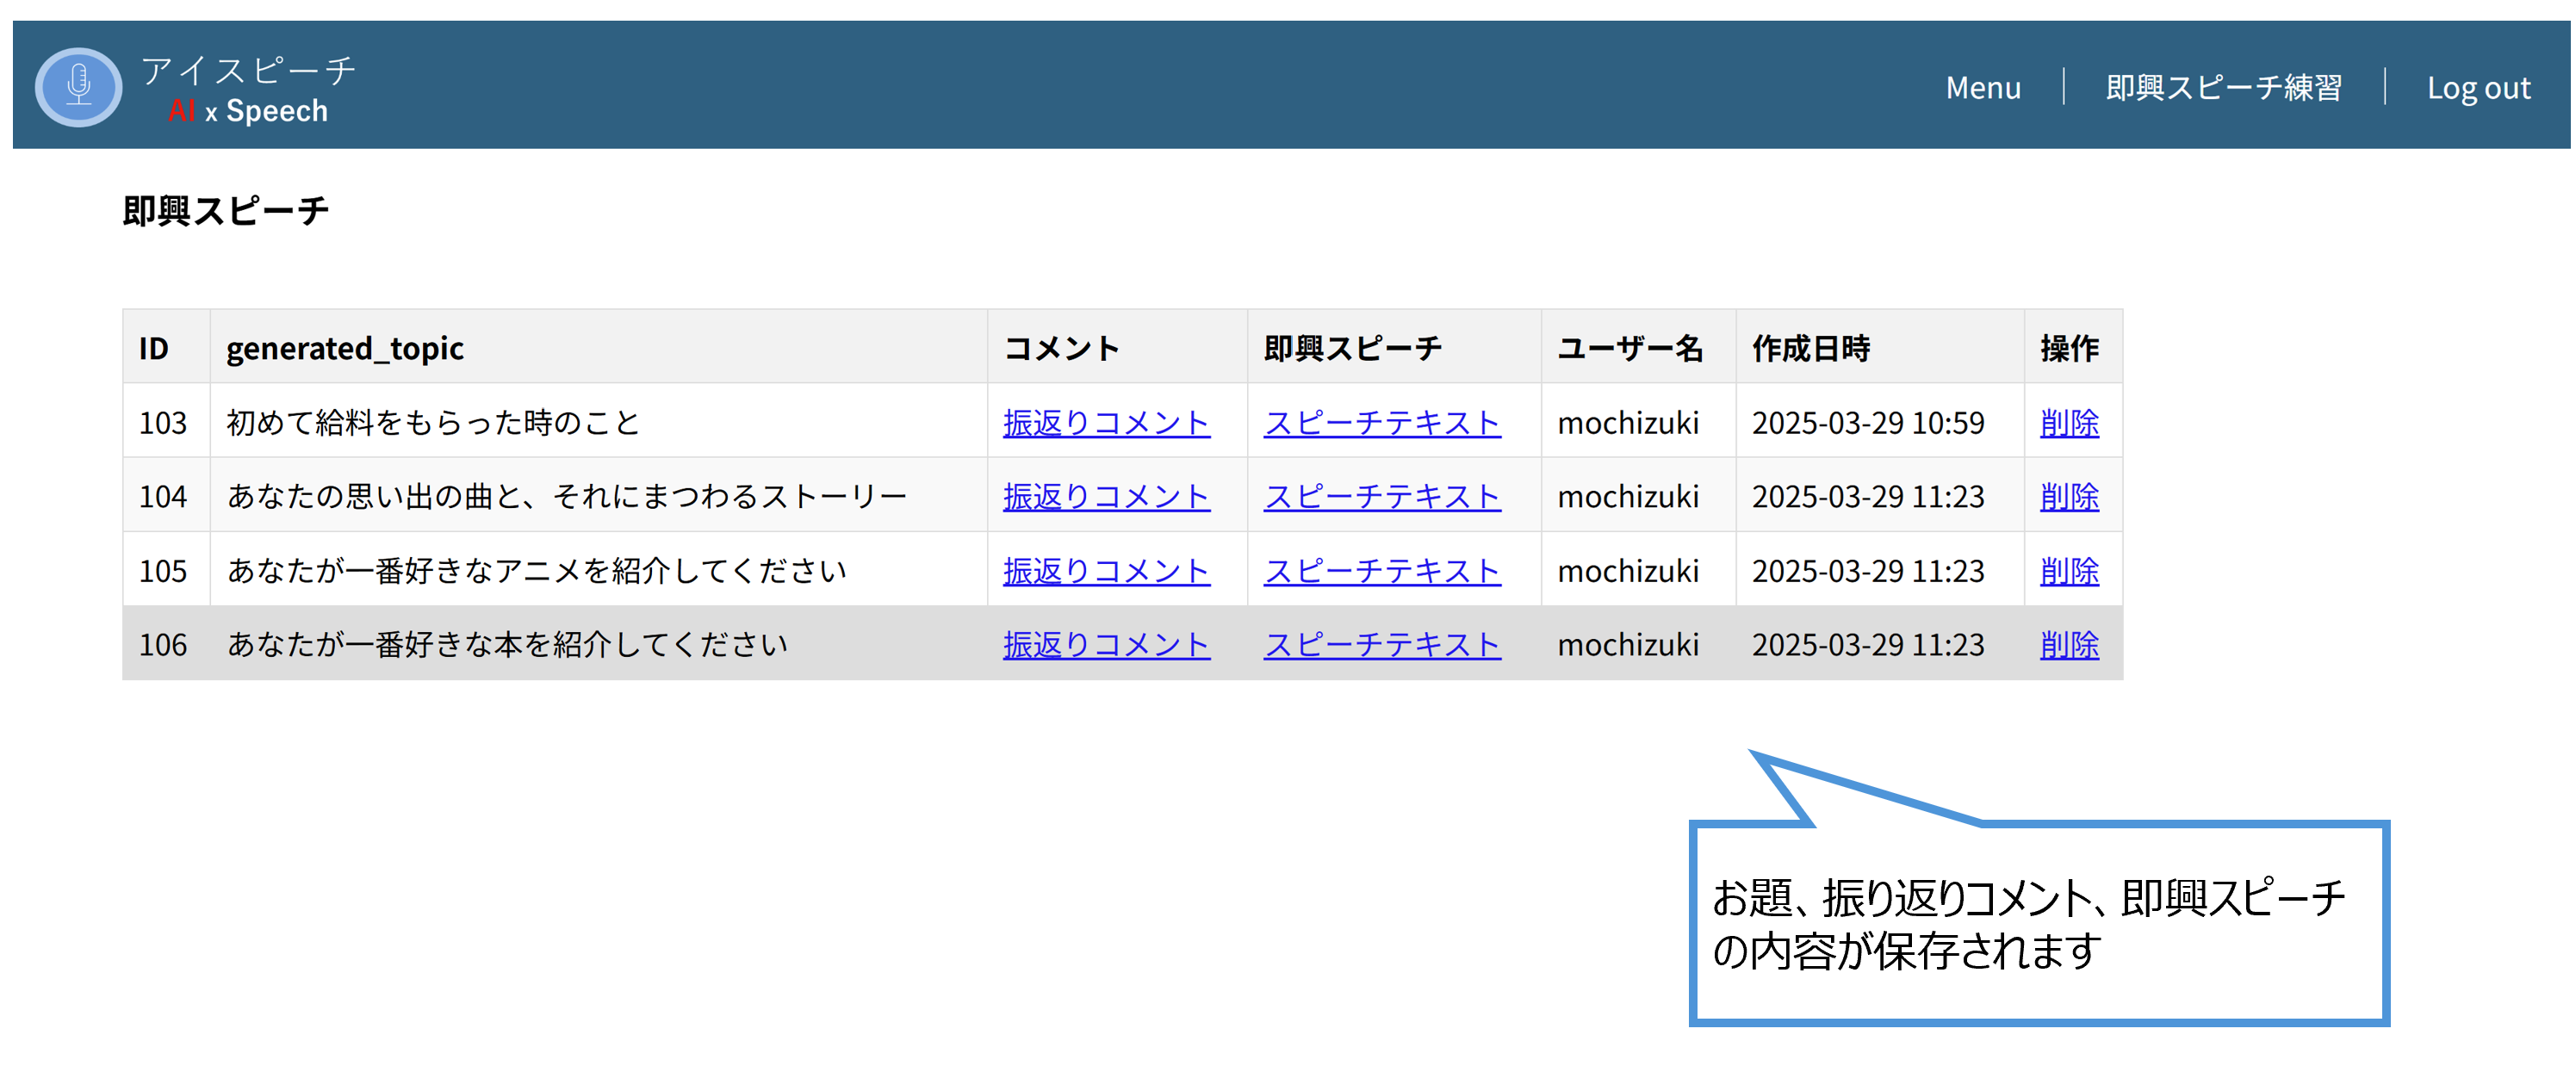 アイスピーチ
AI x Speech
Menu 即興スピーチ練習 Log out
即興スピーチ
ID generated_topic コメント 即興スピーチ ユーザー名 作成日時 操作
103 初めて給料をもらった時のこと 振返りコメント スピーチテキスト mochizuki 2025-03-29 10:59 削除
104 あなたの思い出の曲と、それにまつわるストーリー 振返りコメント スピーチテキスト mochizuki 2025-03-29 11:23 削除
105 あなたが一番好きなアニメを紹介してください 振返りコメント スピーチテキスト mochizuki 2025-03-29 11:23 削除
106 あなたが一番好きな本を紹介してください 振返りコメント スピーチテキスト mochizuki 2025-03-29 11:23 削除
お題、振り返りコメント、即興スピーチ
の内容が保存されます